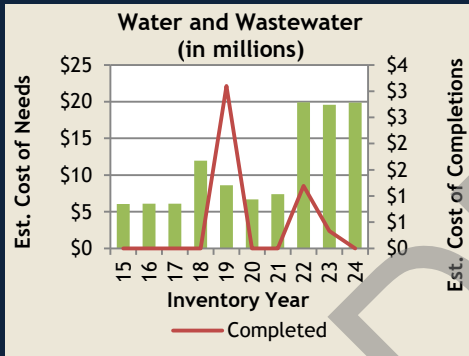 Water and Wastewater
(in millions)
Est. Cost of Needs
$25
$20
$15
$10
$5
$0
$4
$3
$3
$2
$2
$1
$1
$0
Est. Cost of Completions
15 16 17 18 19 20 21 22 23 24
Inventory Year
Completed